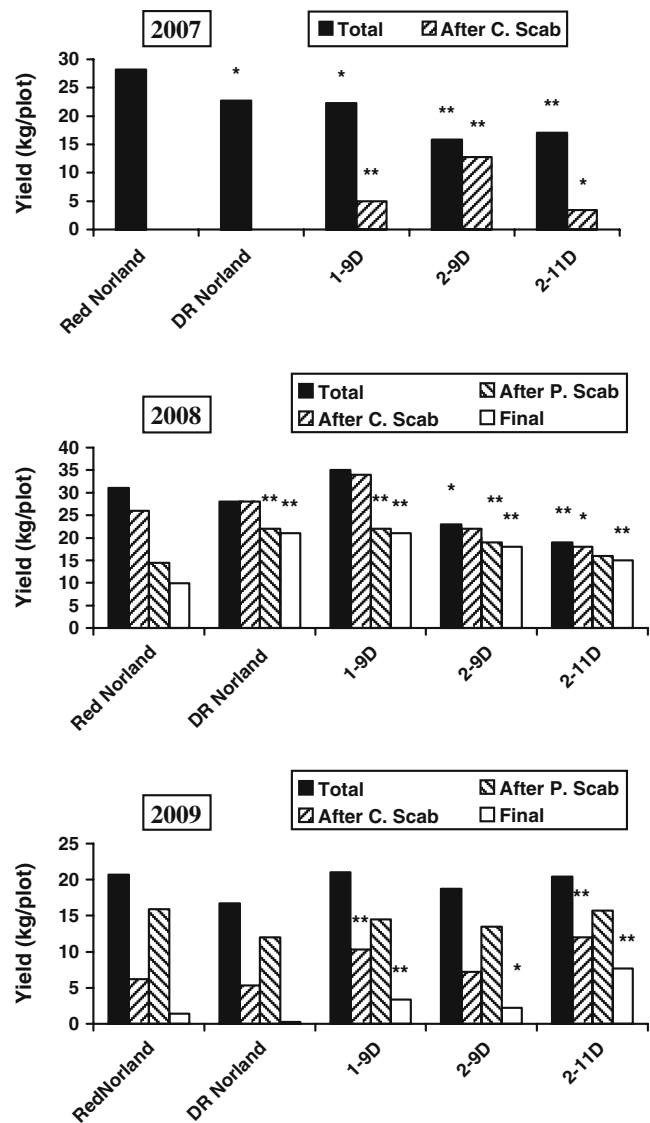 2007
Total After C. Scab
Yield (kg/plot)
30
25
20
15
10
5
0
* * ** ** **
** *
Red Norland DR Norland 1-9D 2-9D 2-11D
2008
Total After P. Scab
After C. Scab Final
Yield (kg/plot)
40
35
30
25
20
15
10
5
0
** ** ** ** * ** ** ** * **
Red Norland DR Norland 1-9D 2-9D 2-11D
2009
Total After P. Scab
After C. Scab Final
Yield (kg/plot)
25
20
15
10
5
0
** ** * ** **
RedNorland DR Norland 1-9D 2-9D 2-11D